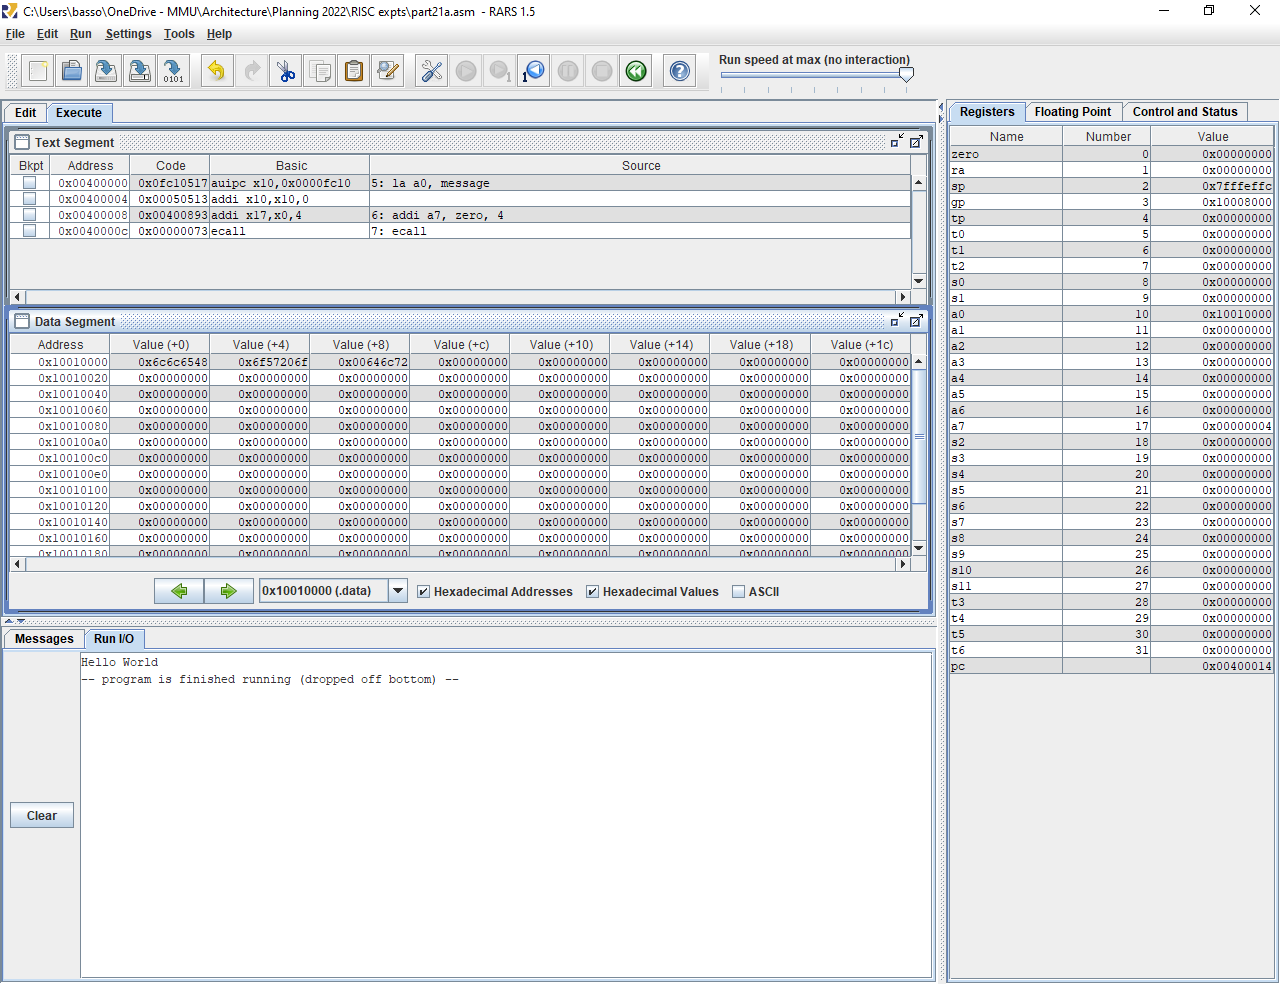 C:\Users\basso\OneDrive - MMU\Architecture\Planning 2022\RISC expts\part21a.asm - RARS 1.5
File Edit Run Settings Tools Help
Run speed at max (no interaction)
Edit Execute
Text Segment
Bkpt Address Code Basic Source
0x00400000 0x0fc10517 auipc x10,0x0000fc10 5: la a0, message
0x00400004 0x00050513 addi x10,x10,0
0x00400008 0x00400893 addi x17,x0,4 6: addi a7, zero, 4
0x0040000c 0x00000073 ecall 7: ecall
Data Segment
Address Value (+0) Value (+4) Value (+8) Value (+c) Value (+10) Value (+14) Value (+18) Value (+1c)
0x10010000 0x6c6c6548 0x6f57206f 0x00646c72 0x00000000 0x00000000 0x00000000 0x00000000 0x00000000
0x10010020 0x00000000 0x00000000 0x00000000 0x00000000 0x00000000 0x00000000 0x00000000 0x00000000
0x10010040 0x00000000 0x00000000 0x00000000 0x00000000 0x00000000 0x00000000 0x00000000 0x00000000
0x10010060 0x00000000 0x00000000 0x00000000 0x00000000 0x00000000 0x00000000 0x00000000 0x00000000
0x10010080 0x00000000 0x00000000 0x00000000 0x00000000 0x00000000 0x00000000 0x00000000 0x00000000
0x100100a0 0x00000000 0x00000000 0x00000000 0x00000000 0x00000000 0x00000000 0x00000000 0x00000000
0x100100c0 0x00000000 0x00000000 0x00000000 0x00000000 0x00000000 0x00000000 0x00000000 0x00000000
0x100100e0 0x00000000 0x00000000 0x00000000 0x00000000 0x00000000 0x00000000 0x00000000 0x00000000
0x10010100 0x00000000 0x00000000 0x00000000 0x00000000 0x00000000 0x00000000 0x00000000 0x00000000
0x10010120 0x00000000 0x00000000 0x00000000 0x00000000 0x00000000 0x00000000 0x00000000 0x00000000
0x10010140 0x00000000 0x00000000 0x00000000 0x00000000 0x00000000 0x00000000 0x00000000 0x00000000
0x10010160 0x00000000 0x00000000 0x00000000 0x00000000 0x00000000 0x00000000 0x00000000 0x00000000
0x10010180 0x00000000 0x00000000 0x00000000 0x00000000 0x00000000 0x00000000 0x00000000 0x00000000
0x10010000 (.data) Hexadecimal Addresses Hexadecimal Values ASCII
Messages Run I/O
Hello World
-- program is finished running (dropped off bottom) --
Clear
Registers Floating Point Control and Status
Name Number Value
zero 0 0x00000000
ra 1 0x00000000
sp 2 0x7fffeffc
gp 3 0x10008000
tp 4 0x00000000
t0 5 0x00000000
t1 6 0x00000000
t2 7 0x00000000
s0 8 0x00000000
s1 9 0x00000000
a0 10 0x10010000
a1 11 0x00000000
a2 12 0x00000000
a3 13 0x00000000
a4 14 0x00000000
a5 15 0x00000000
a6 16 0x00000000
a7 17 0x00000004
s2 18 0x00000000
s3 19 0x00000000
s4 20 0x00000000
s5 21 0x00000000
s6 22 0x00000000
s7 23 0x00000000
s8 24 0x00000000
s9 25 0x00000000
s10 26 0x00000000
s11 27 0x00000000
t3 28 0x00000000
t4 29 0x00000000
t5 30 0x00000000
t6 31 0x00000000
pc 0x00400014